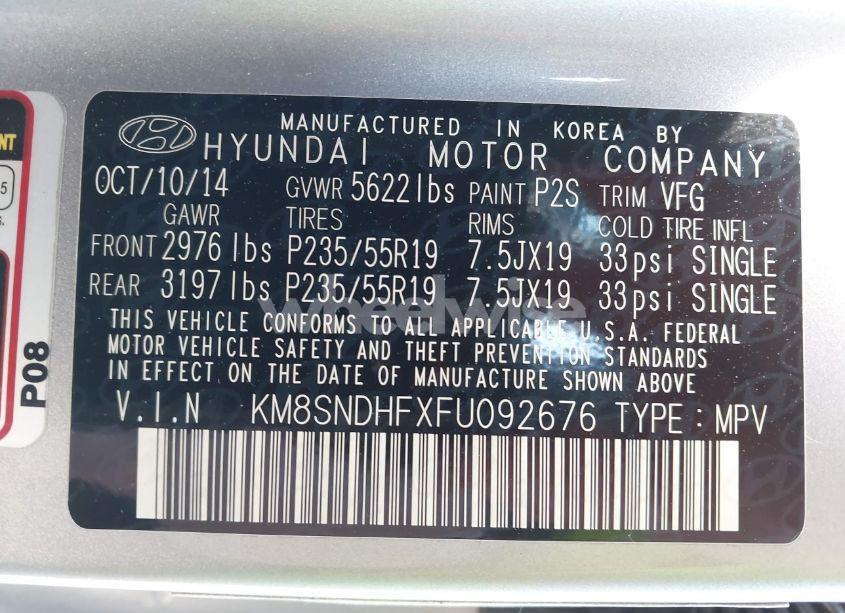 MANUFACTURED IN KOREA BY
HYUNDAI MOTOR COMPANY
OCT/10/14 GVWR 5622lbs PAINT P2S TRIM VFG
GAWR TIRES RIMS COLD TIRE INFL
FRONT 2976 lbs P235/55R19 7.5JX19 33psi SINGLE
REAR 3197 lbs P235/55R19 7.5JX19 33psi SINGLE
wheelwise
THIS VEHICLE CONFORMS TO ALL APPLICABLE U.S.A. FEDERAL
MOTOR VEHICLE SAFETY AND THEFT PREVENTION STANDARDS
IN EFFECT ON THE DATE OF MANUFACTURE SHOWN ABOVE.
V.I.N KM8SNDHFXFU092676 TYPE : MPV
P08